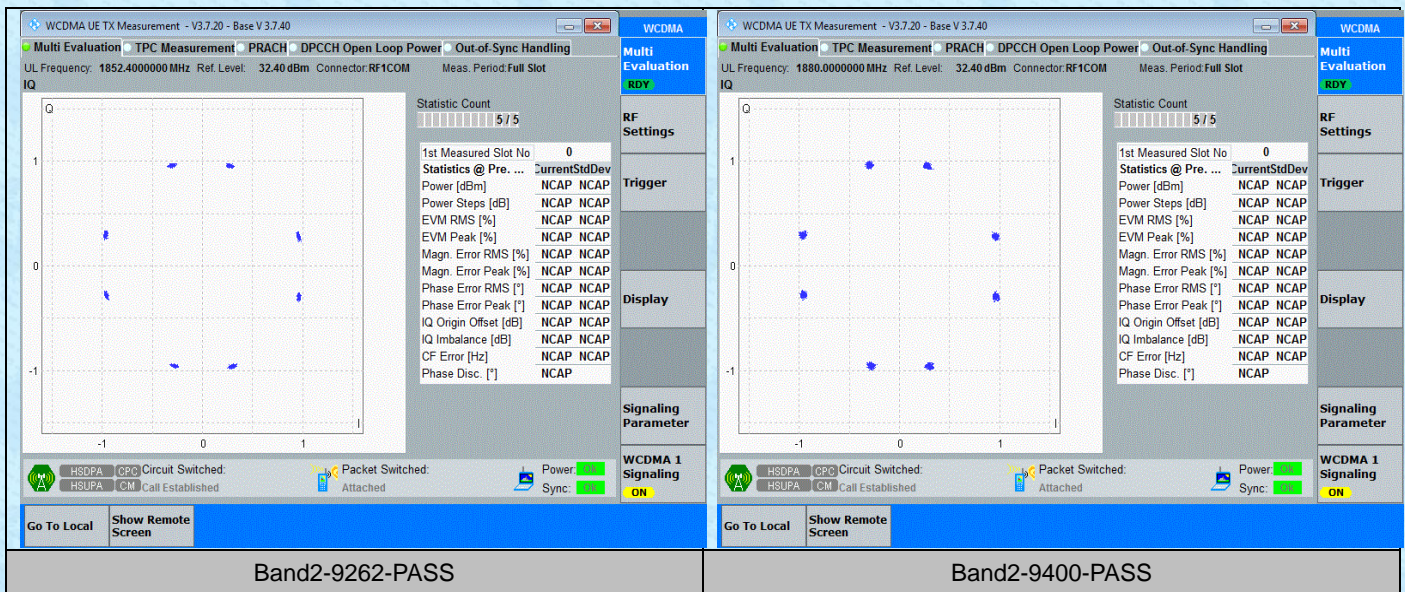 WCDMA UE TX Measurement - V3.7.20 - Base V 3.7.40
WCDMA
Multi Evaluation TPC Measurement PRACH DPCCH Open Loop Power Out-of-Sync Handling
Multi Evaluation
RDY
UL Frequency: 1852.4000000 MHz Ref. Level: 32.40 dBm Connector: RF1COM Meas. Period: Full Slot
IQ
Q
1
0
-1
-1 0 1
I
Statistic Count
5 / 5
1st Measured Slot No 0
Statistics @ Pre. ... CurrentStdDev
Power [dBm] NCAP NCAP
Power Steps [dB] NCAP NCAP
EVM RMS [%] NCAP NCAP
EVM Peak [%] NCAP NCAP
Magn. Error RMS [%] NCAP NCAP
Magn. Error Peak [%] NCAP NCAP
Phase Error RMS [°] NCAP NCAP
Phase Error Peak [°] NCAP NCAP
IQ Origin Offset [dB] NCAP NCAP
IQ Imbalance [dB] NCAP NCAP
CF Error [Hz] NCAP NCAP
Phase Disc. [°] NCAP
RF Settings
Trigger
Display
Signaling Parameter
WCDMA 1 Signaling
ON
HSDPA CPC Circuit Switched: Packet Switched: Power: Ok
HSUPA CM Call Established Attached Sync: Ok
Go To Local Show Remote Screen
Band2-9262-PASS
WCDMA UE TX Measurement - V3.7.20 - Base V 3.7.40
WCDMA
Multi Evaluation TPC Measurement PRACH DPCCH Open Loop Power Out-of-Sync Handling
Multi Evaluation
RDY
UL Frequency: 1880.0000000 MHz Ref. Level: 32.40 dBm Connector: RF1COM Meas. Period: Full Slot
IQ
Q
1
0
-1
-1 0 1
I
Statistic Count
5 / 5
1st Measured Slot No 0
Statistics @ Pre. ... CurrentStdDev
Power [dBm] NCAP NCAP
Power Steps [dB] NCAP NCAP
EVM RMS [%] NCAP NCAP
EVM Peak [%] NCAP NCAP
Magn. Error RMS [%] NCAP NCAP
Magn. Error Peak [%] NCAP NCAP
Phase Error RMS [°] NCAP NCAP
Phase Error Peak [°] NCAP NCAP
IQ Origin Offset [dB] NCAP NCAP
IQ Imbalance [dB] NCAP NCAP
CF Error [Hz] NCAP NCAP
Phase Disc. [°] NCAP
RF Settings
Trigger
Display
Signaling Parameter
WCDMA 1 Signaling
ON
HSDPA CPC Circuit Switched: Packet Switched: Power: Ok
HSUPA CM Call Established Attached Sync: Ok
Go To Local Show Remote Screen
Band2-9400-PASS